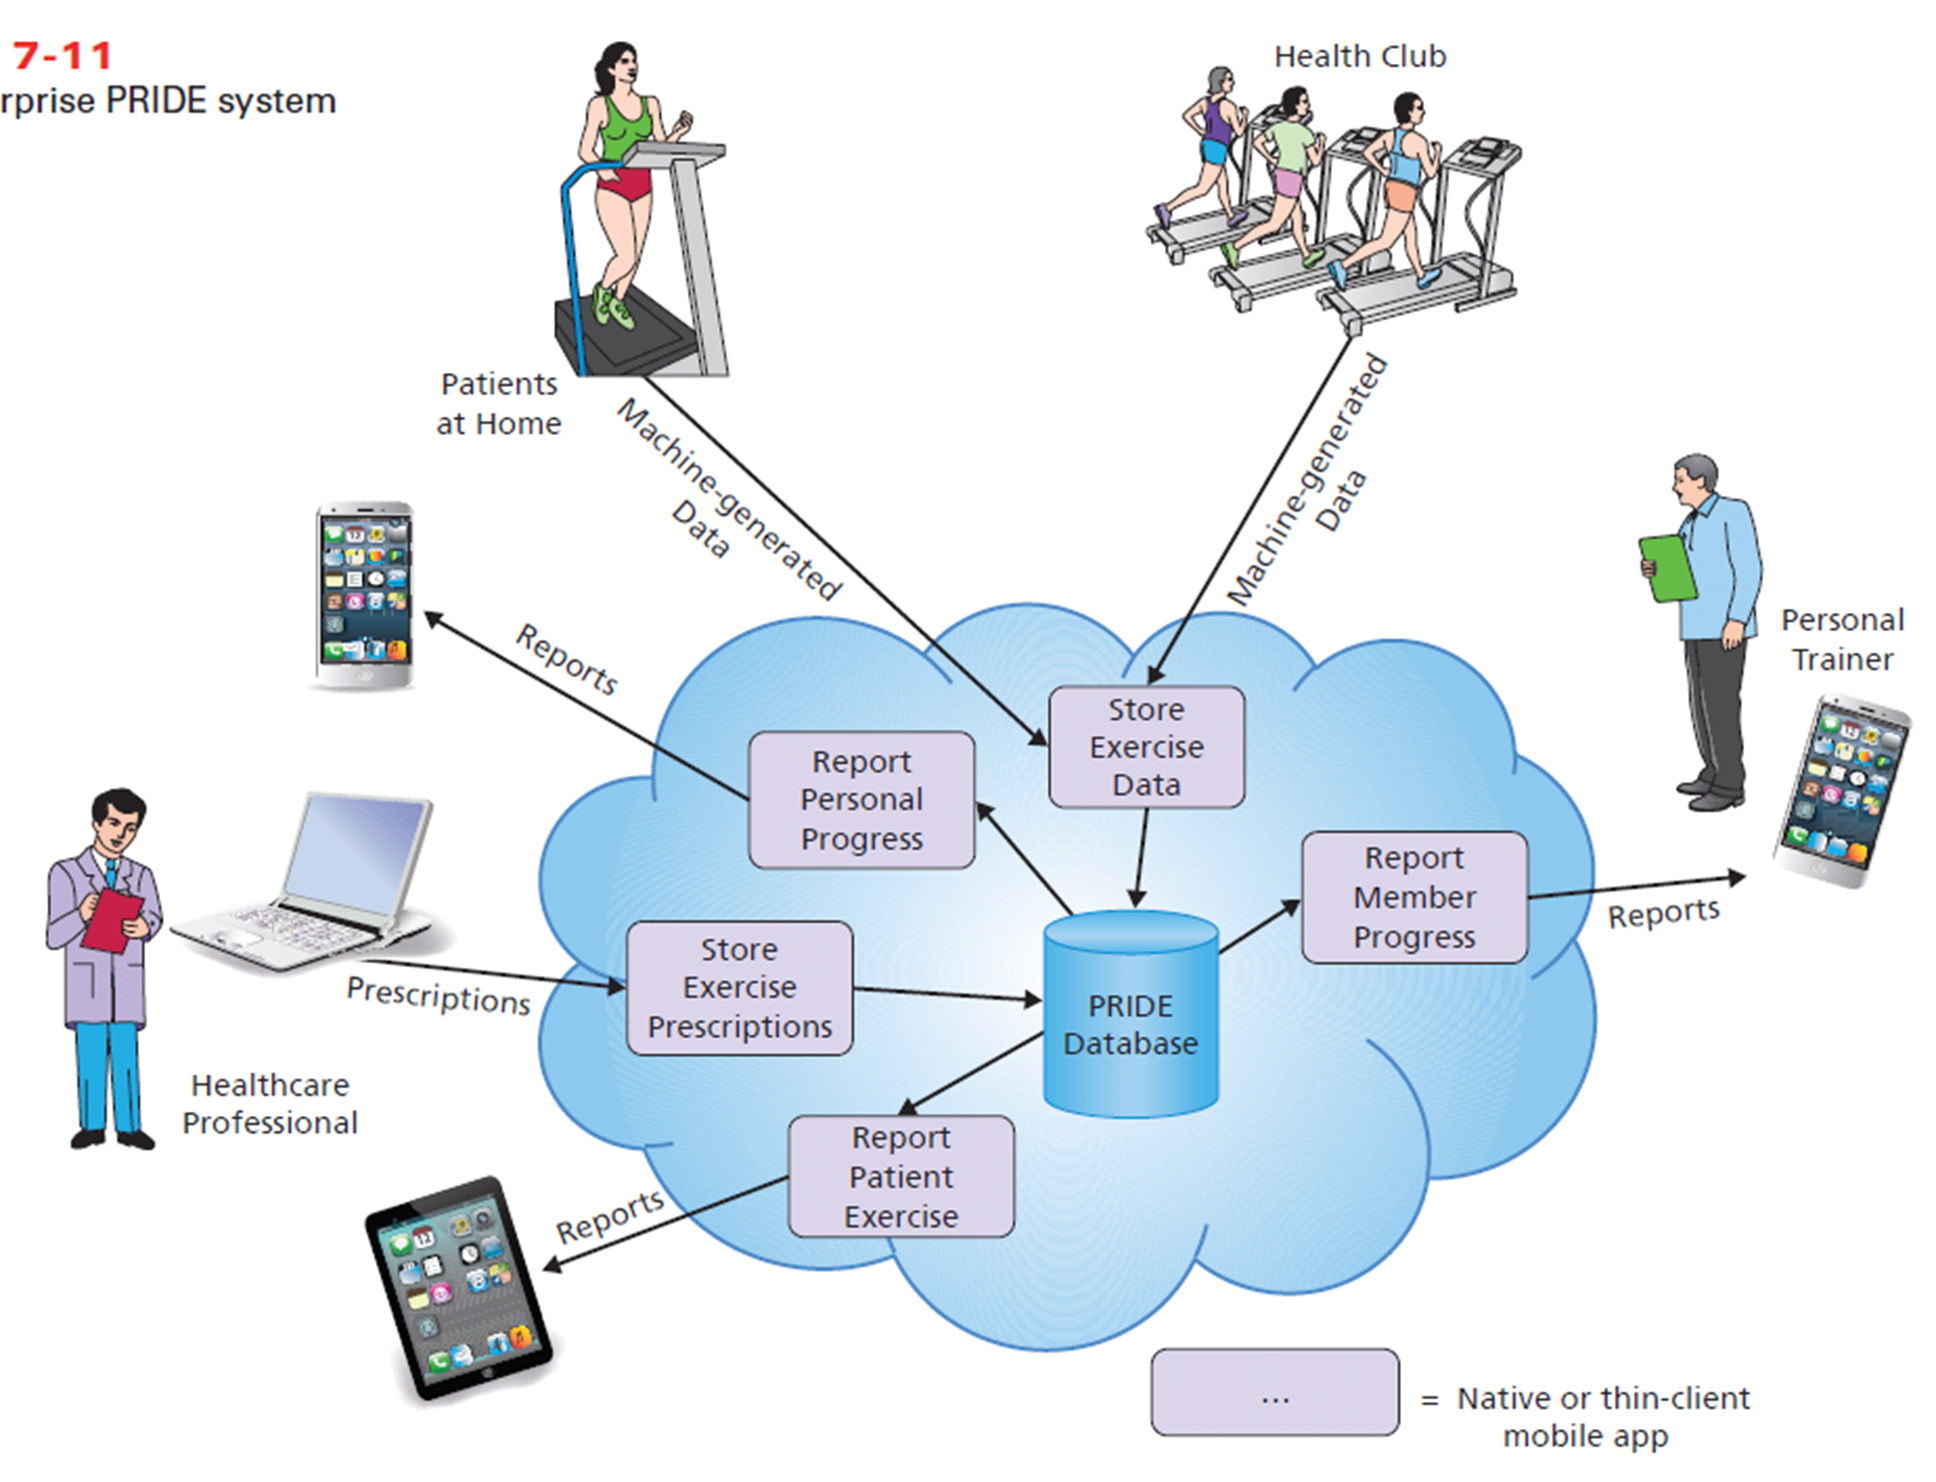 7-11
rprise PRIDE system
Health Club
Patients
at Home
Machine-generated
Data
Machine-generated
Data
Personal
Trainer
Reports
Store
Exercise
Data
Report
Personal
Progress
Report
Member
Progress
Reports
Store
Exercise
Prescriptions
Prescriptions
PRIDE
Database
Healthcare
Professional
Report
Patient
Exercise
Reports
...
= Native or thin-client
mobile app